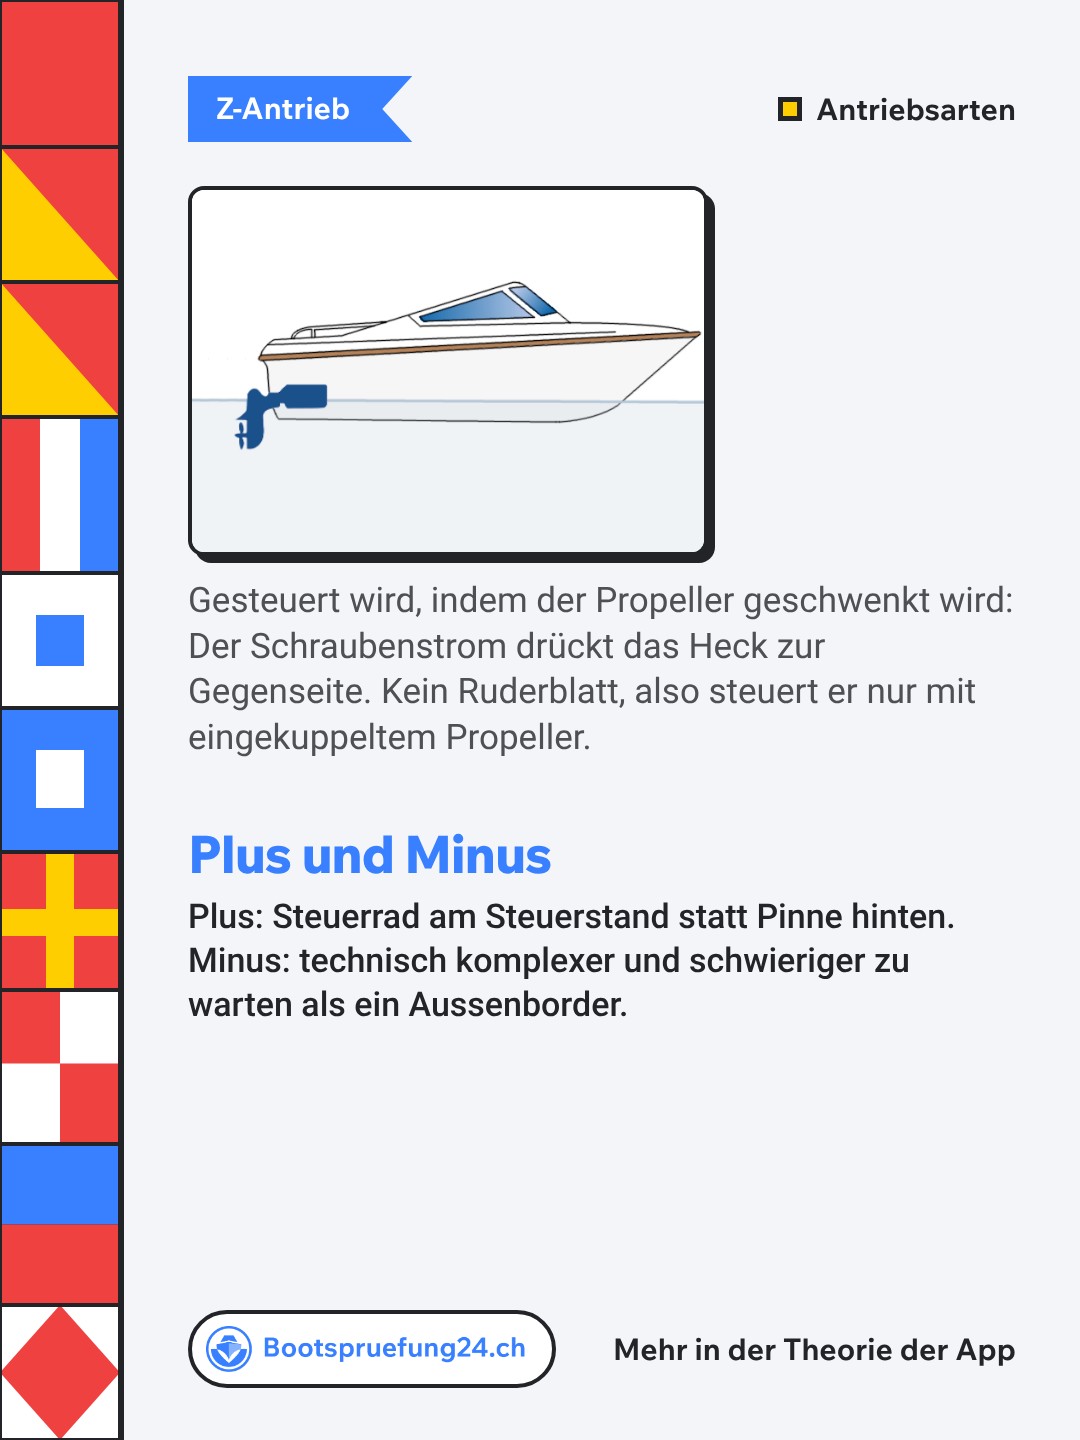 Z-Antrieb
Antriebsarten
Gesteuert wird, indem der Propeller geschwenkt wird:
Der Schraubenstrom drückt das Heck zur
Gegenseite. Kein Ruderblatt, also steuert er nur mit
eingekuppeltem Propeller.
Plus und Minus
Plus: Steuerrad am Steuerstand statt Pinne hinten.
Minus: technisch komplexer und schwieriger zu
warten als ein Aussenborder.
Bootspruefung24.ch
Mehr in der Theorie der App